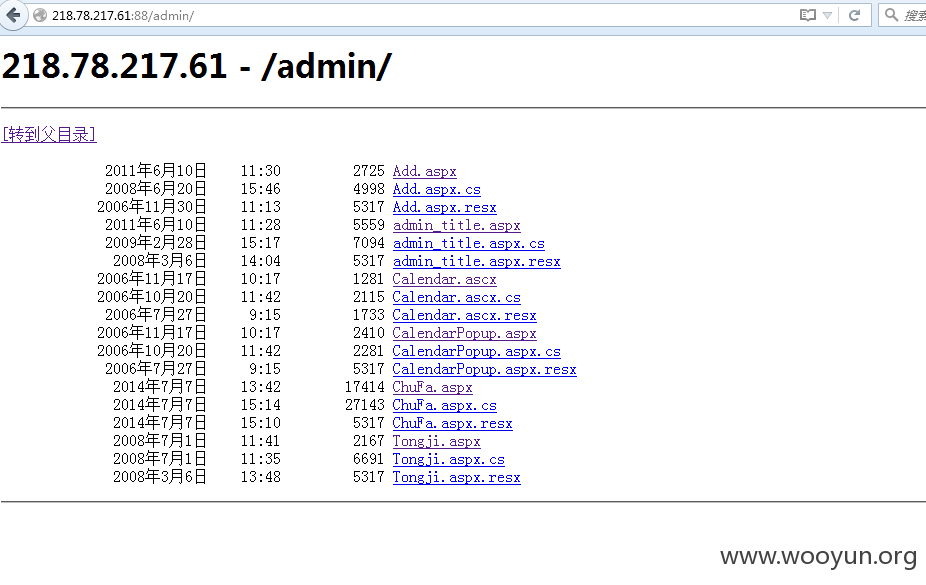 218.78.217.61:88/admin/
搜索
218.78.217.61 - /admin/
[转到父目录]
2011年6月10日 11:30 2725 Add.aspx
2008年6月20日 15:46 4998 Add.aspx.cs
2006年11月30日 11:13 5317 Add.aspx.resx
2011年6月10日 11:28 5559 admin_title.aspx
2009年2月28日 15:17 7094 admin_title.aspx.cs
2008年3月6日 14:04 5317 admin_title.aspx.resx
2006年11月17日 10:17 1281 Calendar.ascx
2006年10月20日 11:42 2115 Calendar.ascx.cs
2006年7月27日 9:15 1733 Calendar.ascx.resx
2006年11月17日 10:17 2410 CalendarPopup.aspx
2006年10月20日 11:42 2281 CalendarPopup.aspx.cs
2006年7月27日 9:15 5317 CalendarPopup.aspx.resx
2014年7月7日 13:42 17414 ChuFa.aspx
2014年7月7日 15:14 27143 ChuFa.aspx.cs
2014年7月7日 15:10 5317 ChuFa.aspx.resx
2008年7月1日 11:41 2167 Tongji.aspx
2008年7月1日 11:35 6691 Tongji.aspx.cs
2008年3月6日 13:48 5317 Tongji.aspx.resx
www.wooyun.org